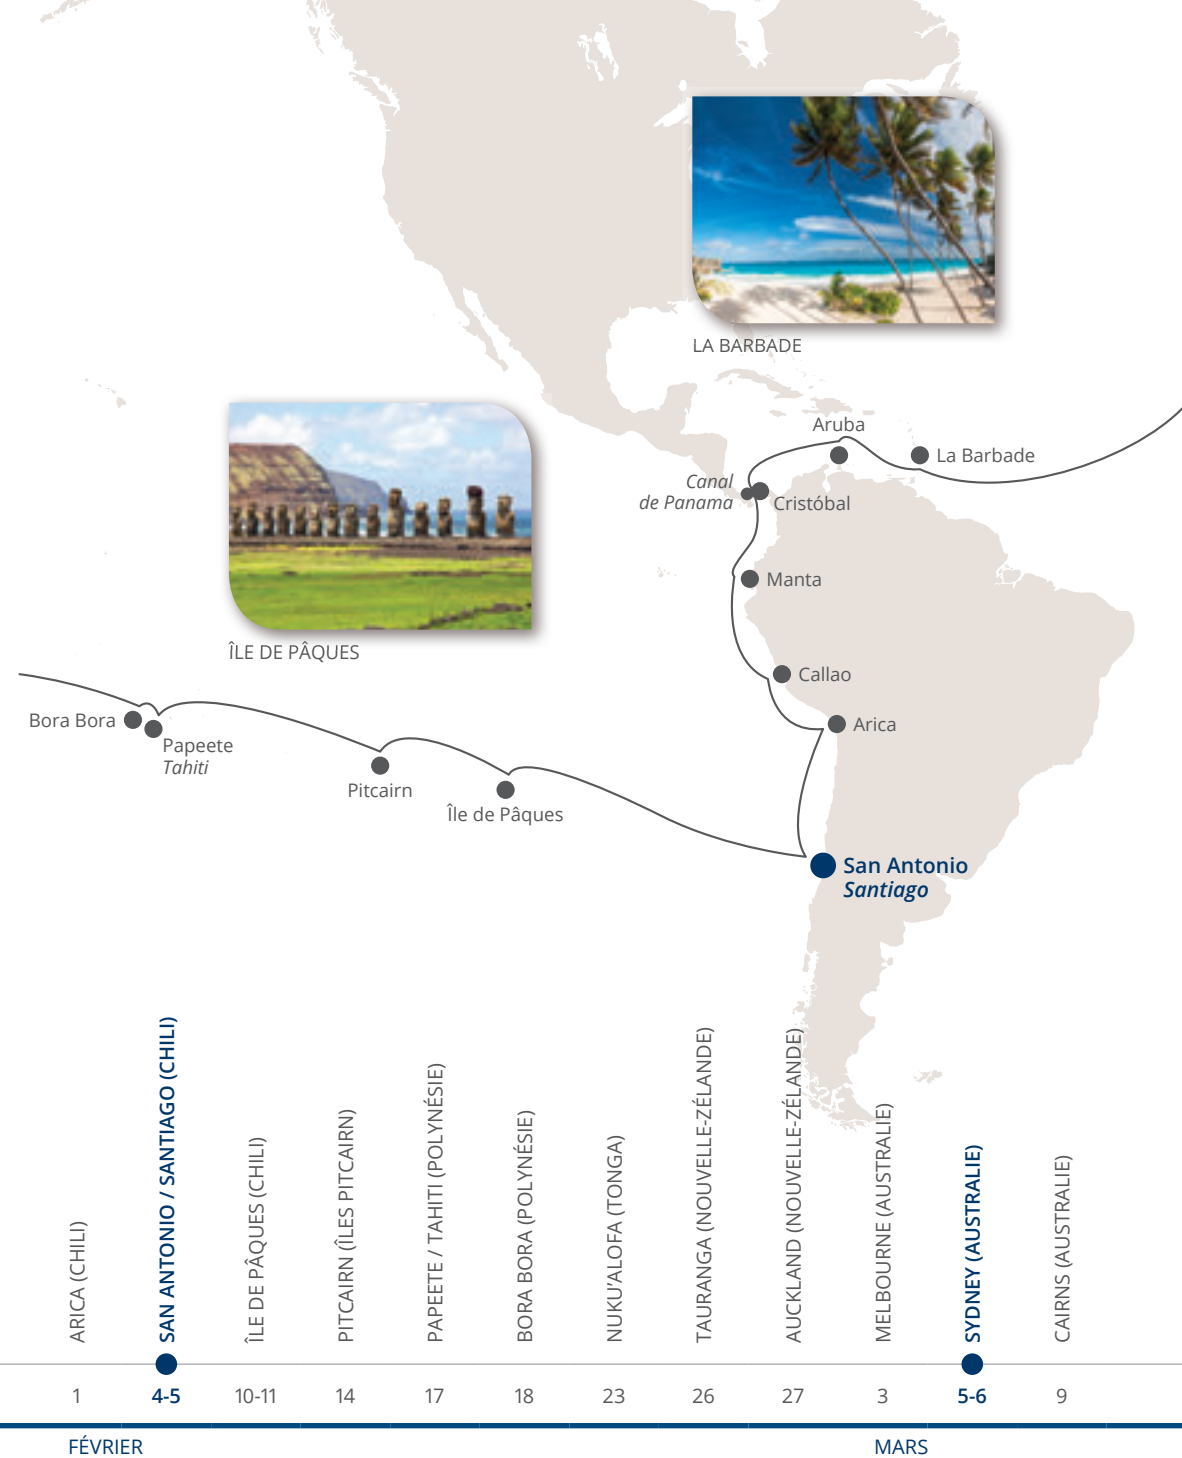 LA BARBADE
Aruba
La Barbade
Canal
de Panama
Cristóbal
Manta
ÎLE DE PÂQUES
Callao
Bora Bora
Papeete
Tahiti
Arica
Pitcairn
Île de Pâques
San Antonio
Santiago
ARICA (CHILI)
SAN ANTONIO / SANTIAGO (CHILI)
ÎLE DE PÂQUES (CHILI)
PITCAIRN (ÎLES PITCAIRN)
PAPEETE / TAHITI (POLYNÉSIE)
BORA BORA (POLYNÉSIE)
NUKU'ALOFA (TONGA)
TAURANGA (NOUVELLE-ZÉLANDE)
AUCKLAND (NOUVELLE-ZÉLANDE)
MELBOURNE (AUSTRALIE)
SYDNEY (AUSTRALIE)
CAIRNS (AUSTRALIE)
1 4-5 10-11 14 17 18 23 26 27 3 5-6 9
FÉVRIER MARS